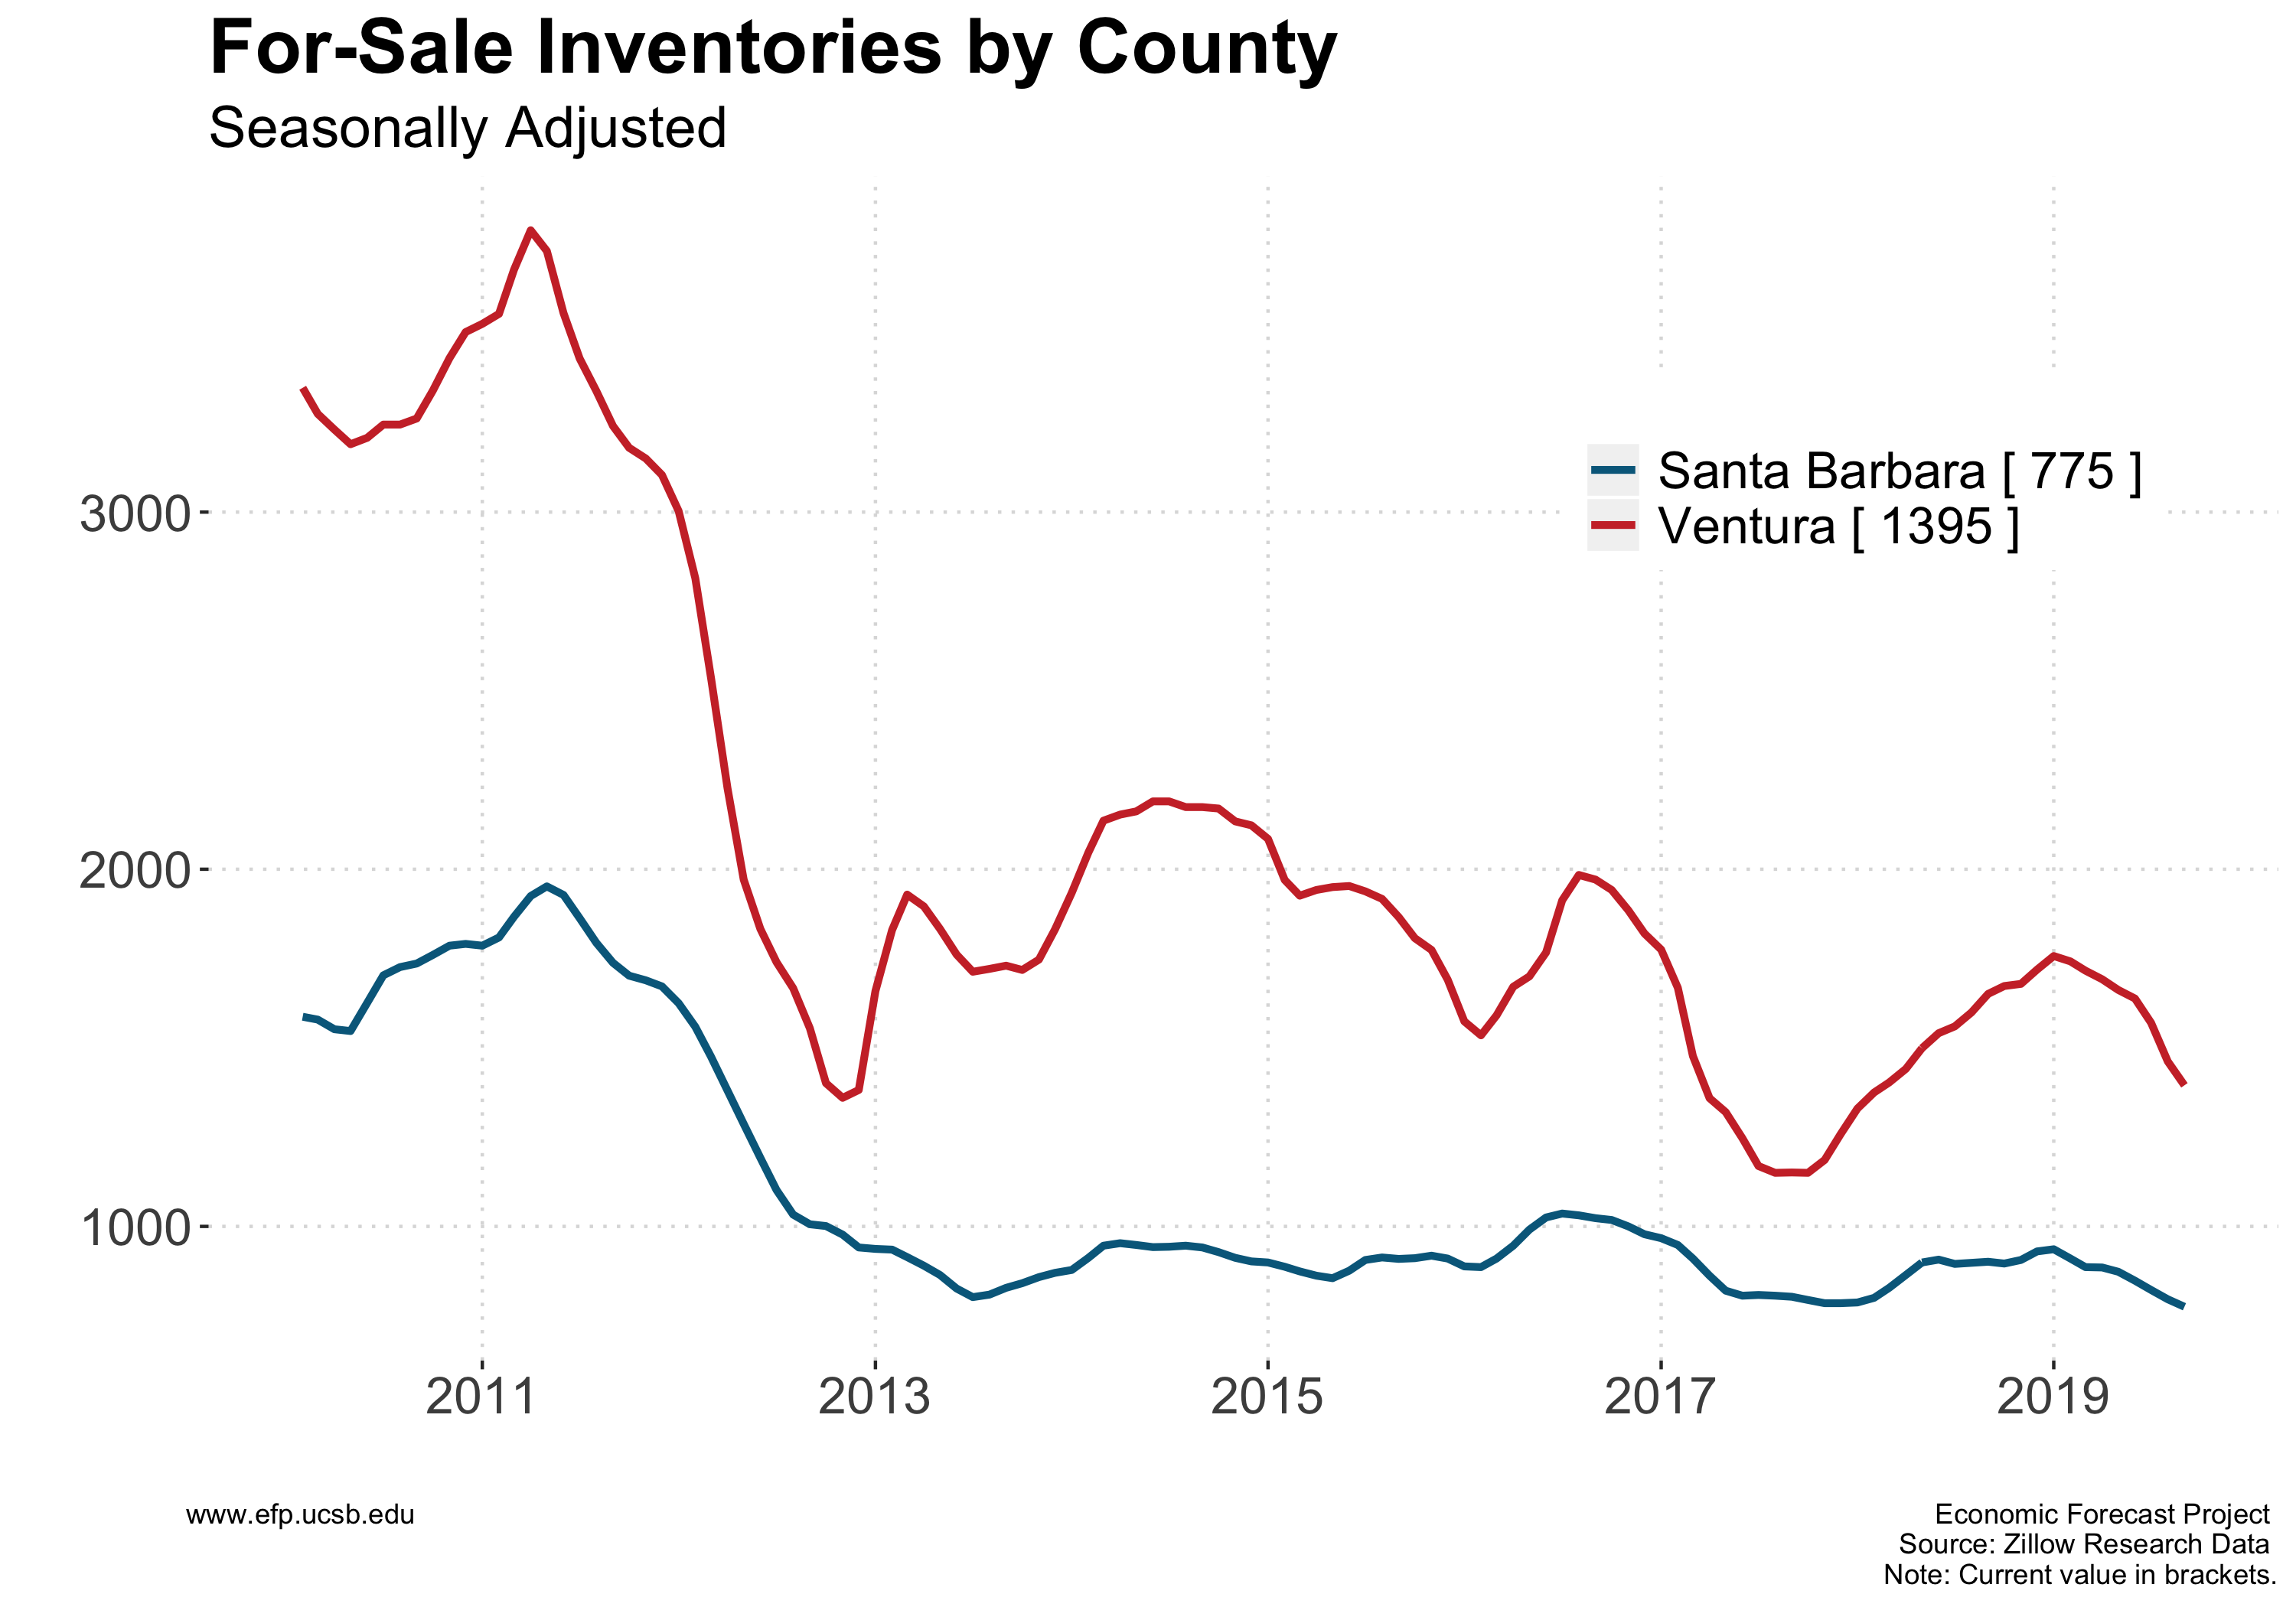 For-Sale Inventories by County
Seasonally Adjusted
3000
2000
1000
Santa Barbara [ 775 ]
Ventura [ 1395 ]
2011 2013 2015 2017 2019
www.efp.ucsb.edu
Economic Forecast Project
Source: Zillow Research Data
Note: Current value in brackets.